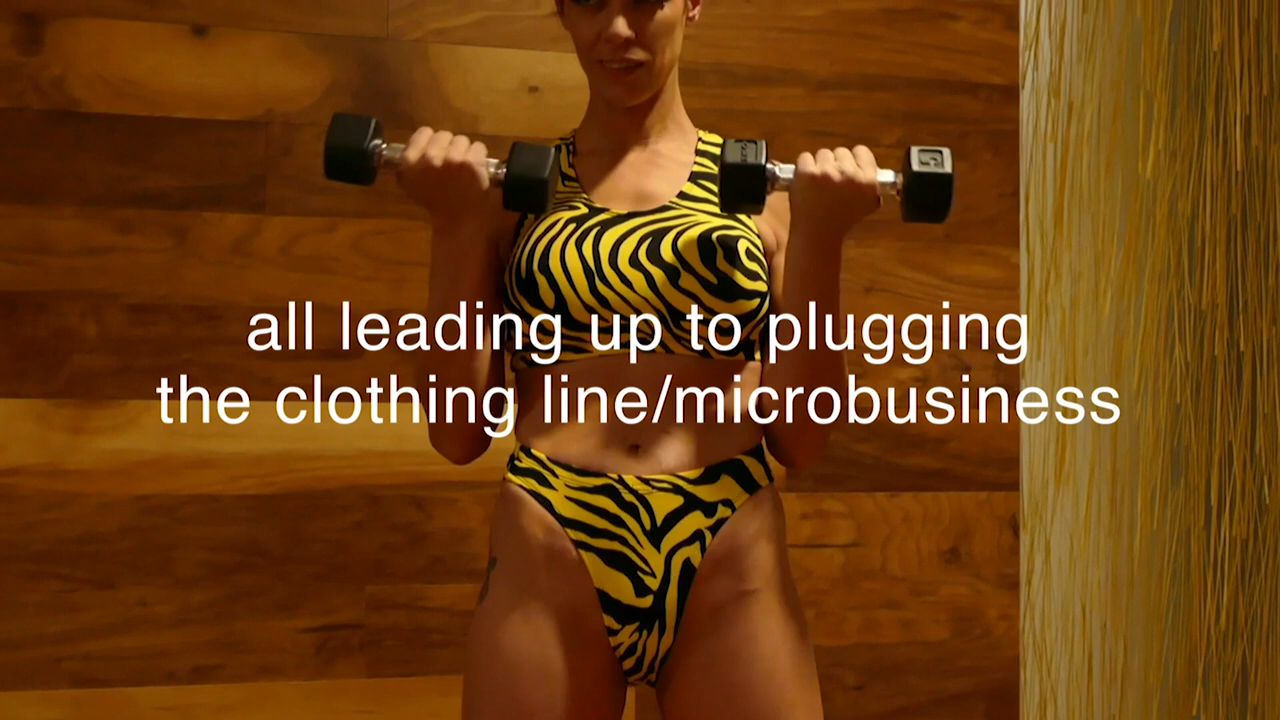 all leading up to plugging
the clothing line/microbusiness